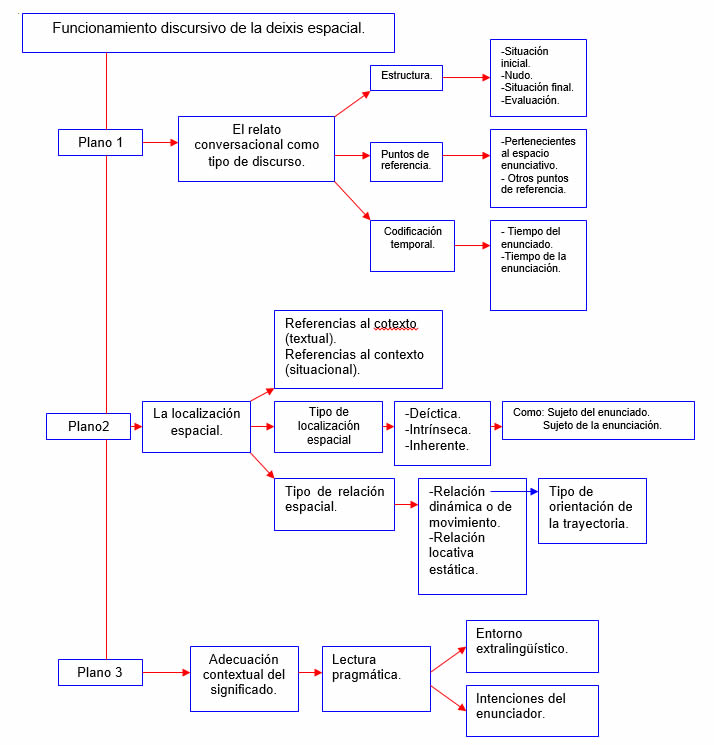 Funcionamiento discursivo de la deixis espacial.
Plano 1
El relato
conversacional como
tipo de discurso.
Estructura.
-Situación
inicial.
-Nudo.
-Situación final.
-Evaluación.
Puntos de
referencia.
-Pertenecientes
al espacio
enunciativo.
- Otros puntos
de referencia.
Codificación
temporal.
- Tiempo del
enunciado.
-Tiempo de la
enunciación.
Plano2
La localización
espacial.
Referencias al cotexto
(textual).
Referencias al contexto
(situacional).
Tipo de
localización
espacial
-Deíctica.
-Intrínseca.
-Inherente.
Como: Sujeto del enunciado.
Sujeto de la enunciación.
Tipo de relación
espacial.
-Relación
dinámica o de
movimiento.
-Relación
locativa
estática.
Tipo de
orientación de
la trayectoria.
Plano 3
Adecuación
contextual del
significado.
Lectura
pragmática.
Entorno
extralingüístico.
Intenciones del
enunciador.